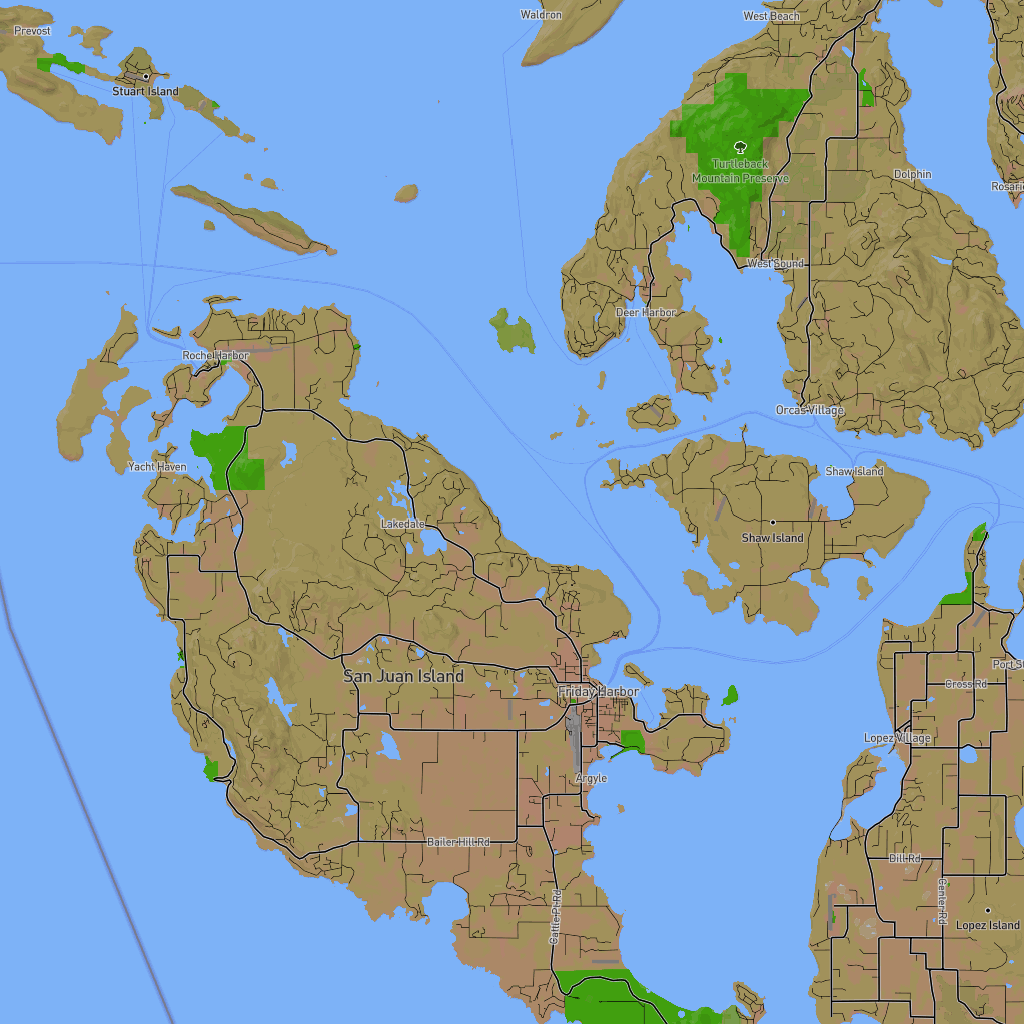 Waldron
West Beach
Prevost
Stuart Island
Turtleback
Mountain Preserve
Dolphin
Rosario
West Sound
Deer Harbor
Roche Harbor
Orcas Village
Yacht Haven
Shaw Island
Lakedale
Shaw Island
San Juan Island
Friday Harbor
Port St
Cross Rd
Lopez Village
Argyle
Bailer Hill Rd
Dill Rd
Center Rd
Cattle Pt Rd
Lopez Island